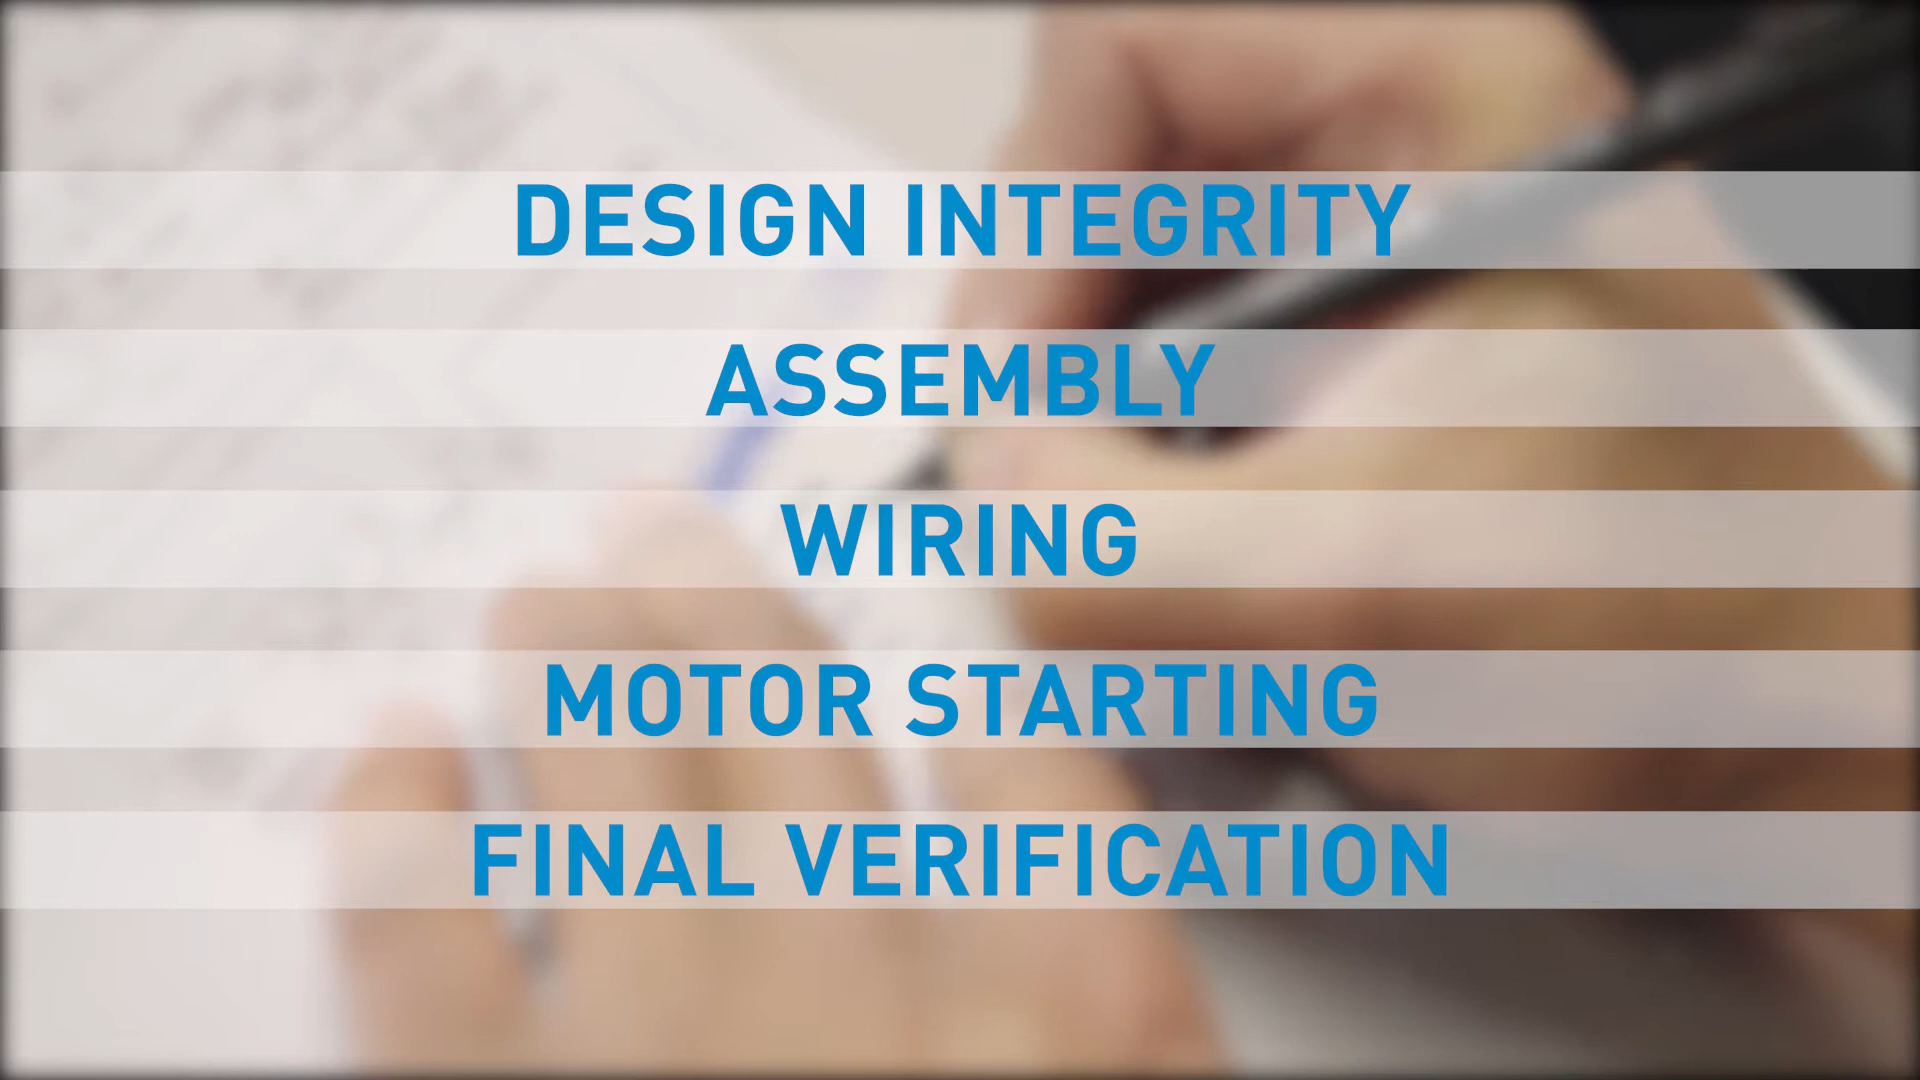 DESIGN INTEGRITY
ASSEMBLY
WIRING
MOTOR STARTING
FINAL VERIFICATION